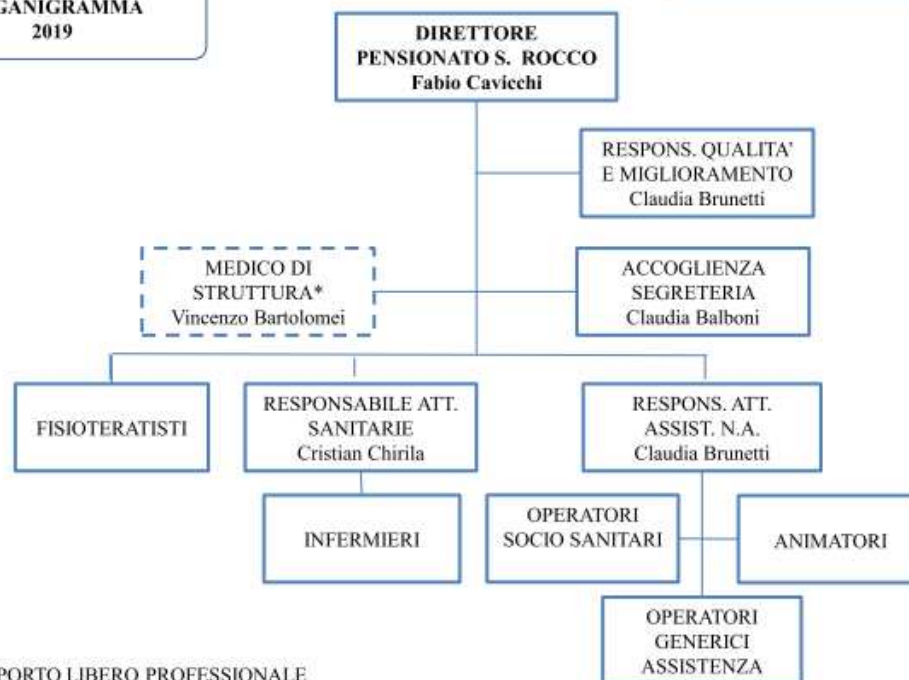 GANIGRAMMA
2019
DIRETTORE
PENSIONATO S. ROCCO
Fabio Cavicchi
RESPONS. QUALITA'
E MIGLIORAMENTO
Claudia Brunetti
MEDICO DI
STRUTTURA*
Vincenzo Bartolomei
ACCOGLIENZA
SEGRETERIA
Claudia Balboni
FISIOTERATISTI
RESPONSABILE ATT.
SANITARIE
Cristian Chirila
RESPONS. ATT.
ASSIST. N.A.
Claudia Brunetti
INFERMIERI
OPERATORI
SOCIO SANITARI
ANIMATORI
OPERATORI
GENERICI
ASSISTENZA
PORTO LIBERO PROFESSIONALE